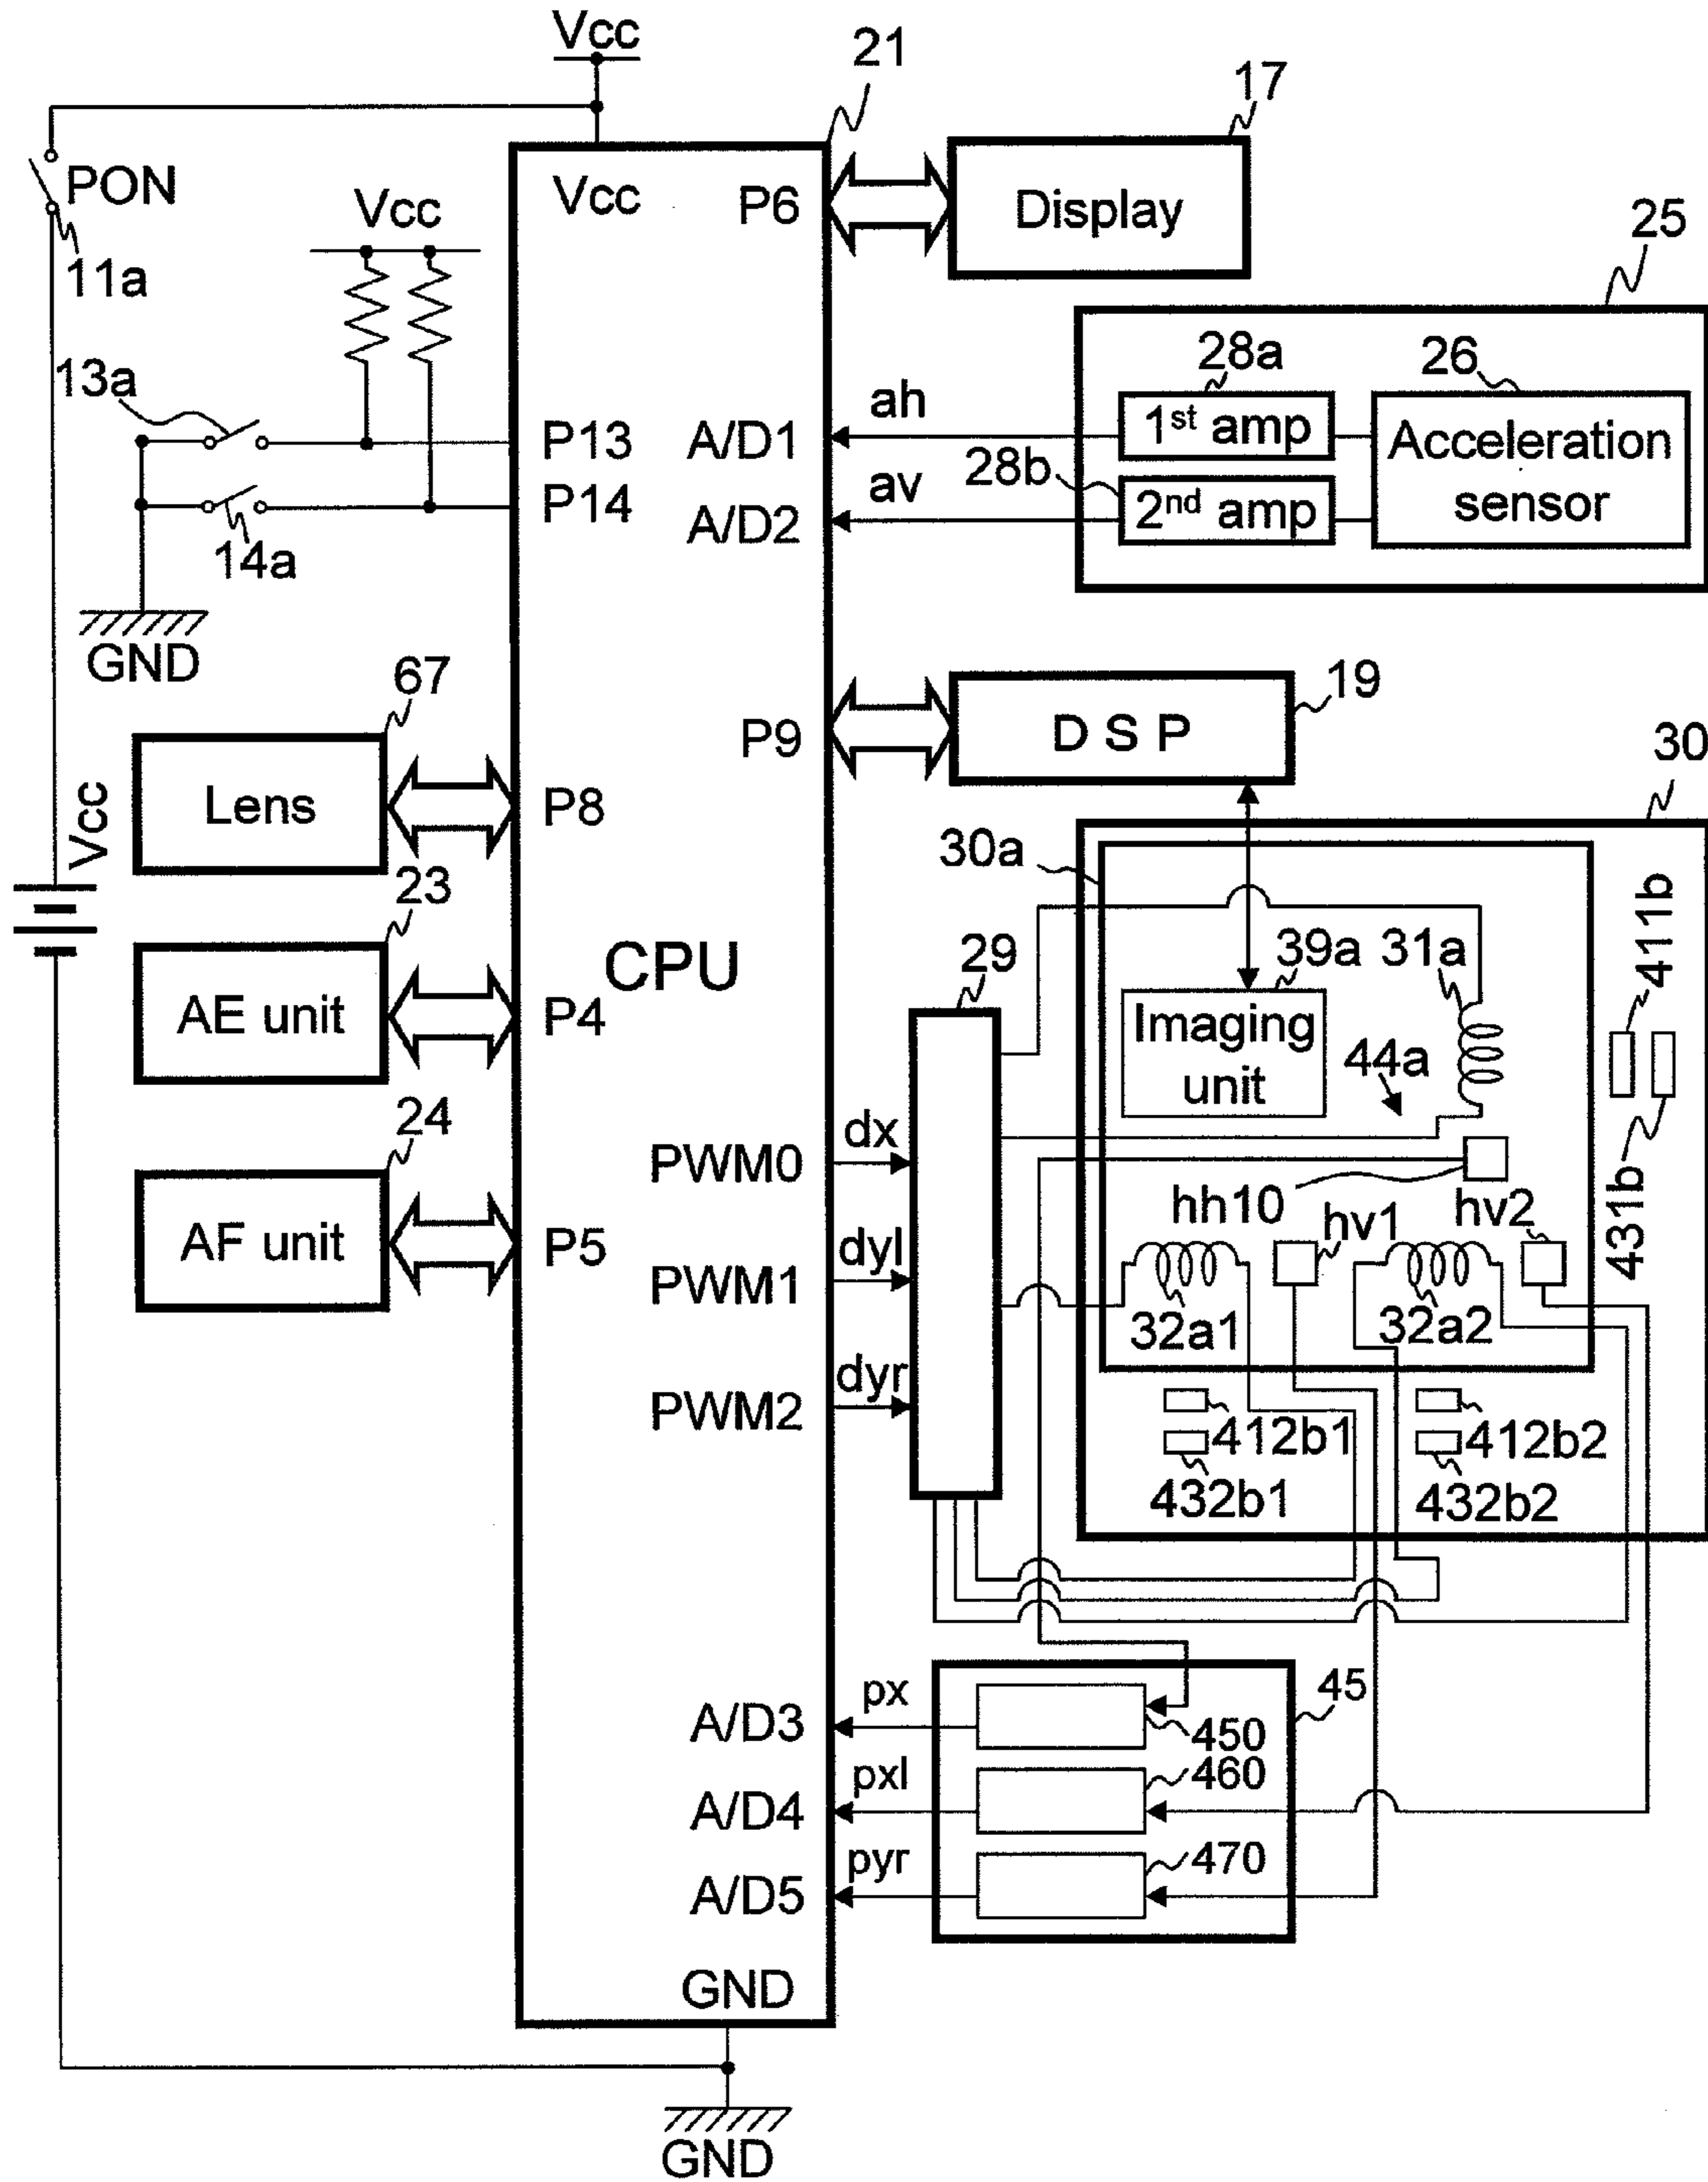 Vcc
21
17
PON
Vcc
Vcc
P6
Display
11a
25
13a
28a
26
ah
1st amp
Acceleration
sensor
P13
A/D1
28b
av
2nd amp
P14
A/D2
14a
GND
67
19
P9
D S P
30
Lens
P8
Vcc
30a
23
411b
29
39a
31a
CPU
AE unit
P4
Imaging
unit
44a
24
dx
PWM0
hh10
hv1
hv2
431b
AF unit
P5
dyl
PWM1
32a1
32a2
dyr
PWM2
412b1
412b2
432b1
432b2
45
px
A/D3
450
pxl
460
A/D4
pyr
470
A/D5
GND
GND